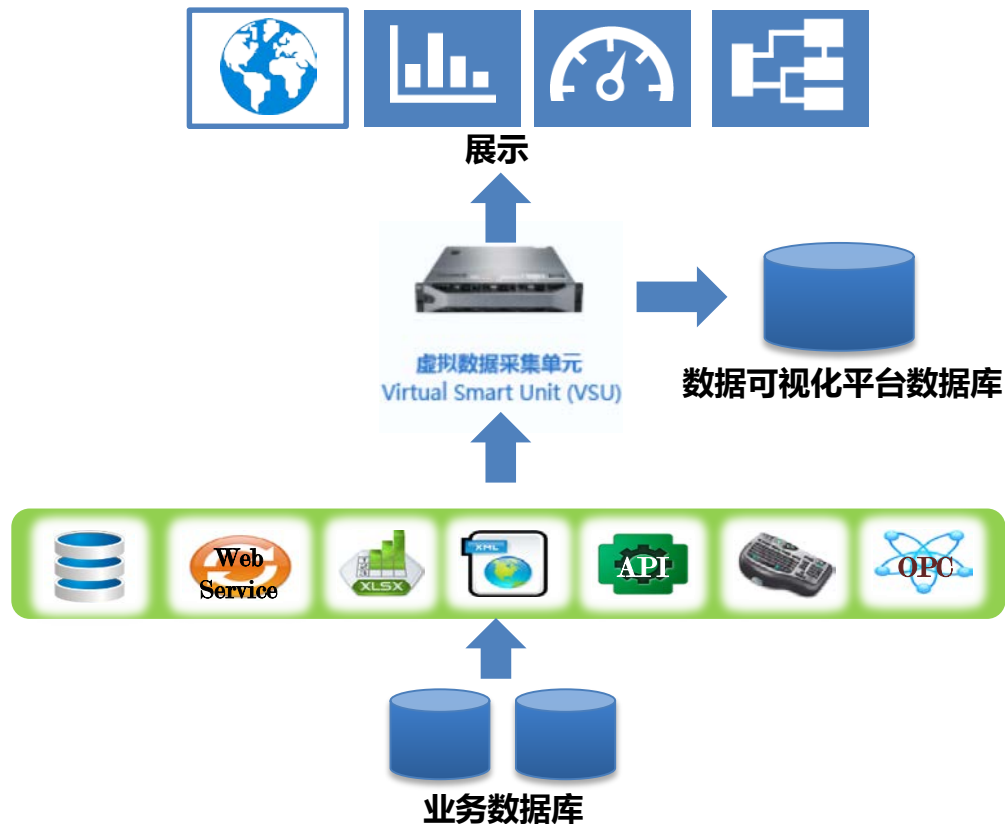 展示
虚拟数据采集单元
Virtual Smart Unit (VSU)
数据可视化平台数据库
Web
Service
XLSX
XML
API
OPC
业务数据库